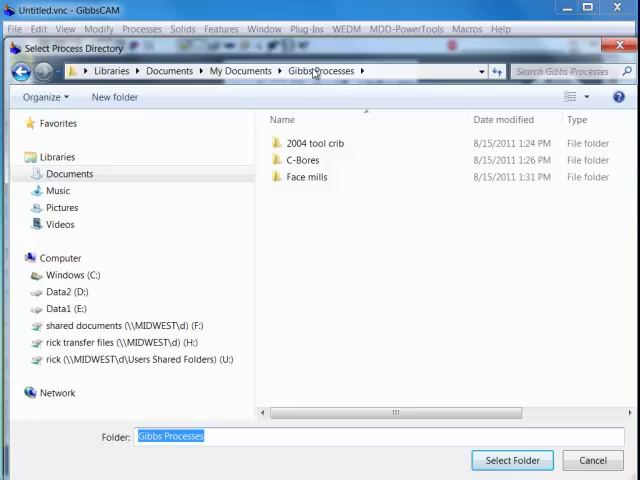 Untitled.vnc - GibbsCAM
File Edit View Modify Processes Solids Features Window Plug-Ins WEDM MDD-PowerTools Macros Help
Select Process Directory
Libraries Documents My Documents Gibbs Processes Search Gibbs Processes
Organize New folder
Favorites
Libraries
Documents
Music
Pictures
Videos
Computer
Windows (C:)
Data2 (D:)
Data1 (E:)
shared documents (\\MIDWEST\d) (F:)
rick transfer files (\\MIDWEST\d) (H:)
rick (\\MIDWEST\d\Users Shared Folders) (U:)
Network
Name Date modified Type
2004 tool crib 8/15/2011 1:24 PM File folder
C-Bores 8/15/2011 1:26 PM File folder
Face mills 8/15/2011 1:31 PM File folder
Folder: Gibbs Processes
Select Folder Cancel